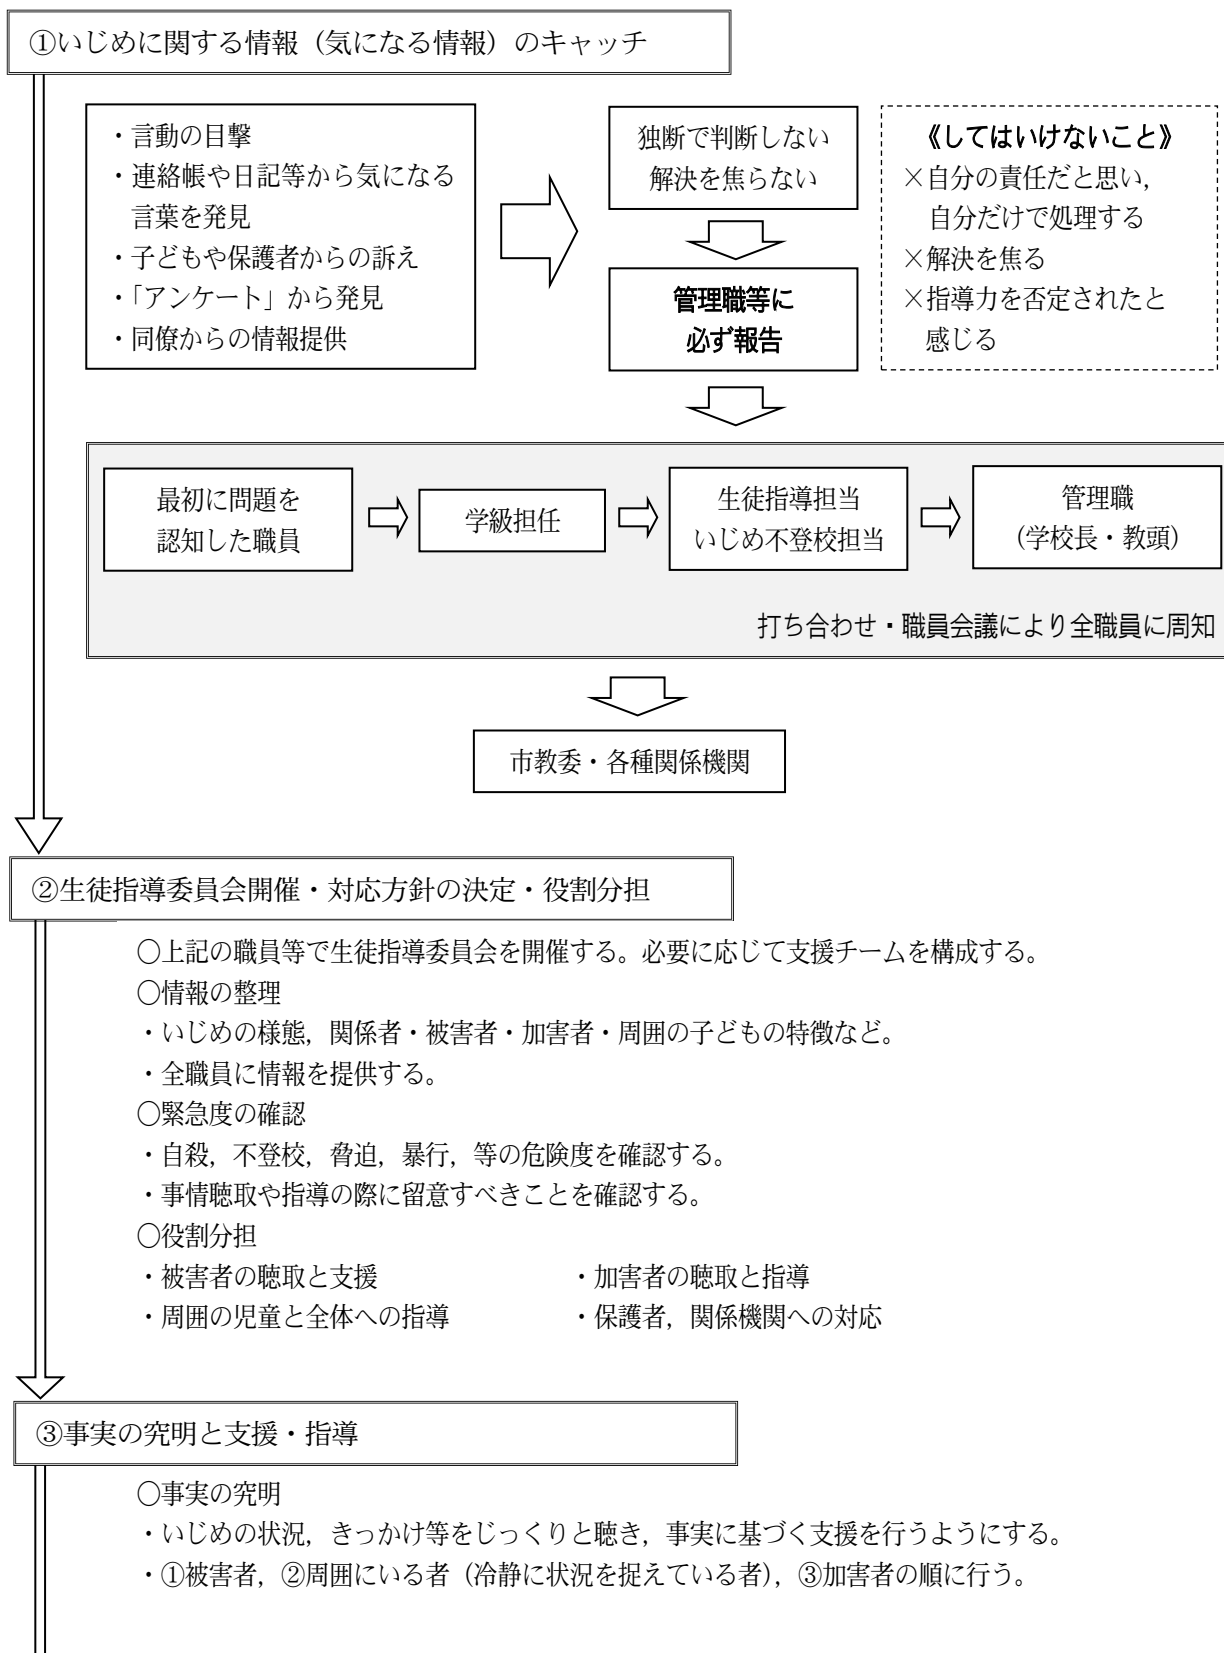 ①いじめに関する情報（気になる情報）のキャッチ
・言動の目撃
・連絡帳や日記等から気になる
言葉を発見
・子どもや保護者からの訴え
・「アンケート」から発見
・同僚からの情報提供
独断で判断しない
解決を焦らない
管理職等に
必ず報告
《してはいけないこと》
×自分の責任だと思い，
自分だけで処理する
×解決を焦る
×指導力を否定されたと
感じる
最初に問題を
認知した職員
学級担任
生徒指導担当
いじめ不登校担当
管理職
（学校長・教頭）
打ち合わせ・職員会議により全職員に周知
市教委・各種関係機関
②生徒指導委員会開催・対応方針の決定・役割分担
○上記の職員等で生徒指導委員会を開催する。必要に応じて支援チームを構成する。
○情報の整理
・いじめの様態，関係者・被害者・加害者・周囲の子どもの特徴など。
・全職員に情報を提供する。
○緊急度の確認
・自殺，不登校，脅迫，暴行，等の危険度を確認する。
・事情聴取や指導の際に留意すべきことを確認する。
○役割分担
・被害者の聴取と支援　・加害者の聴取と指導
・周囲の児童と全体への指導　・保護者，関係機関への対応
③事実の究明と支援・指導
○事実の究明
・いじめの状況，きっかけ等をじっくりと聴き，事実に基づく支援を行うようにする。
・①被害者，②周囲にいる者（冷静に状況を捉えている者），③加害者の順に行う。